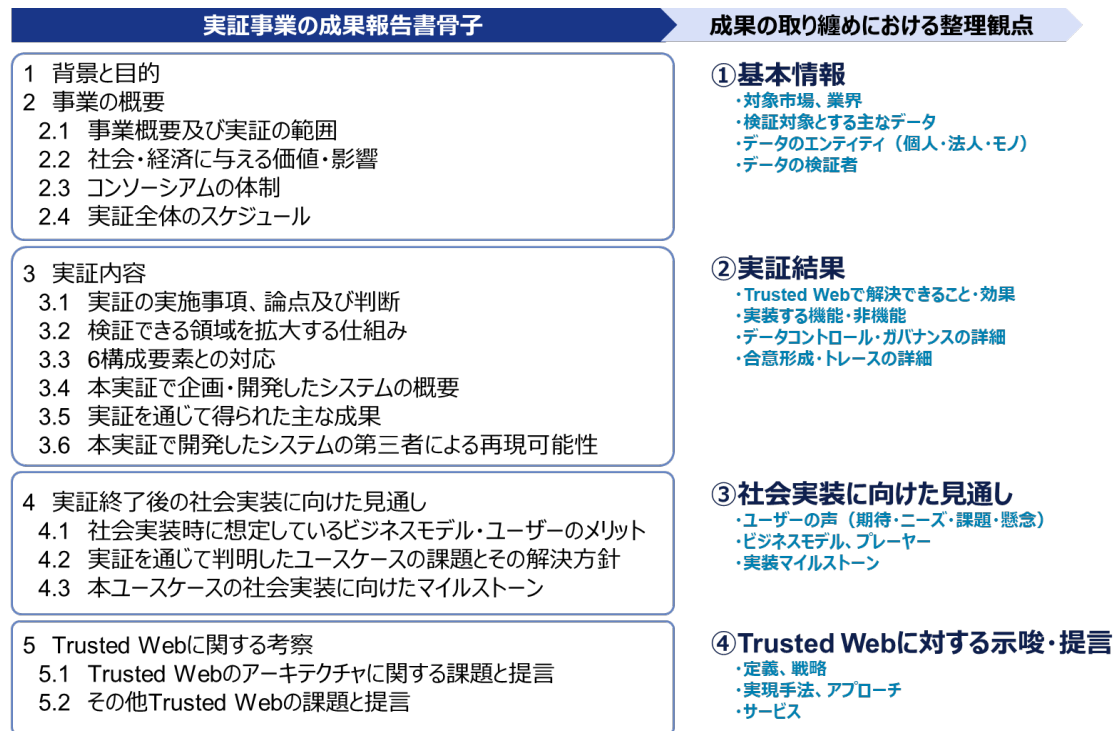 実証事業の成果報告書骨子
成果の取り纏めにおける整理観点
1 背景と目的
2 事業の概要
2.1 事業概要及び実証の範囲
2.2 社会・経済に与える価値・影響
2.3 コンソーシアムの体制
2.4 実証全体のスケジュール
①基本情報
・対象市場、業界
・検証対象とする主なデータ
・データのエンティティ（個人・法人・モノ）
・データの検証者
3 実証内容
3.1 実証の実施事項、論点及び判断
3.2 検証できる領域を拡大する仕組み
3.3 6構成要素との対応
3.4 本実証で企画・開発したシステムの概要
3.5 実証を通じて得られた主な成果
3.6 本実証で開発したシステムの第三者による再現可能性
②実証結果
・Trusted Webで解決できること・効果
・実装する機能・非機能
・データコントロール・ガバナンスの詳細
・合意形成・トレースの詳細
4 実証終了後の社会実装に向けた見通し
4.1 社会実装時に想定しているビジネスモデル・ユーザーのメリット
4.2 実証を通じて判明したユースケースの課題とその解決方針
4.3 本ユースケースの社会実装に向けたマイルストーン
③社会実装に向けた見通し
・ユーザーの声（期待・ニーズ・課題・懸念）
・ビジネスモデル、プレーヤー
・実装マイルストーン
5 Trusted Webに関する考察
5.1 Trusted Webのアーキテクチャに関する課題と提言
5.2 その他Trusted Webの課題と提言
④Trusted Webに対する示唆・提言
・定義、戦略
・実現手法、アプローチ
・サービス